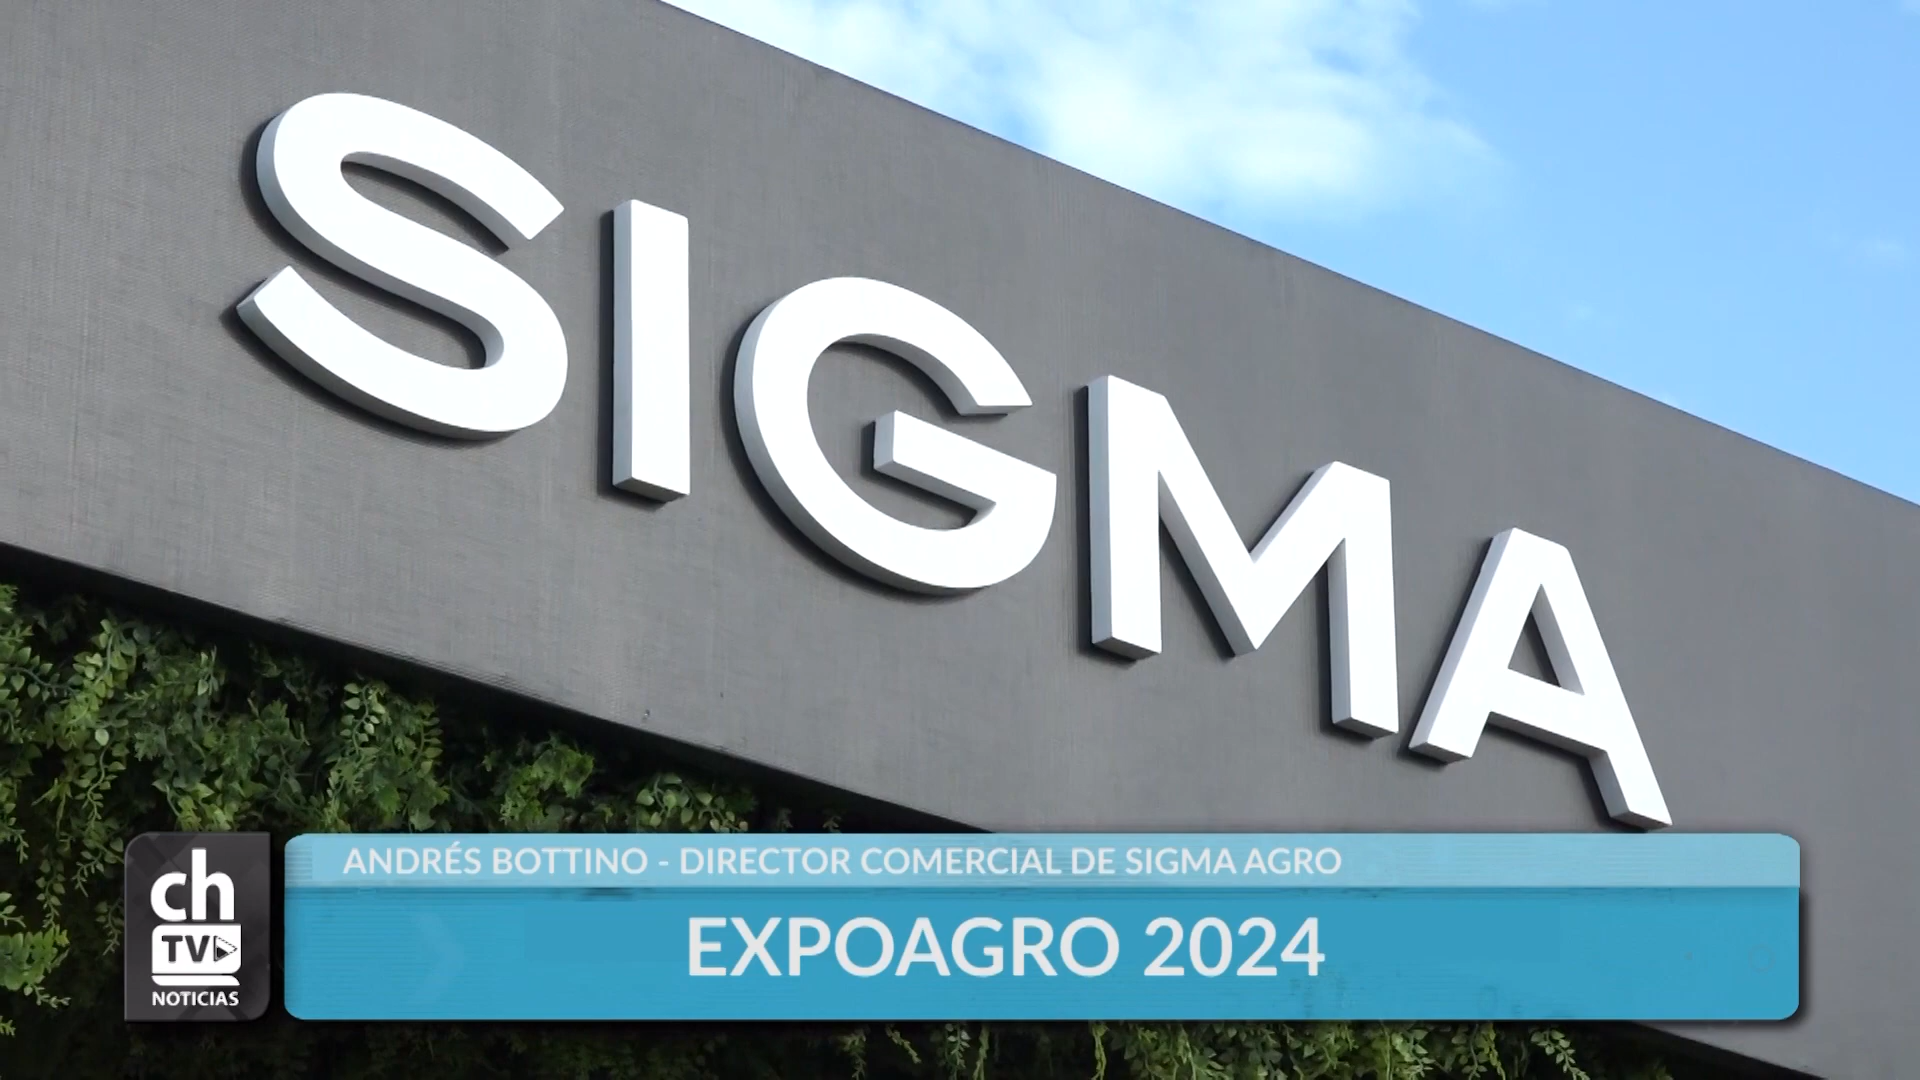 SIGMA
ANDRÉS BOTTINO - DIRECTOR COMERCIAL DE SIGMA AGRO
EXPOAGRO 2024
ch
TV
NOTICIAS